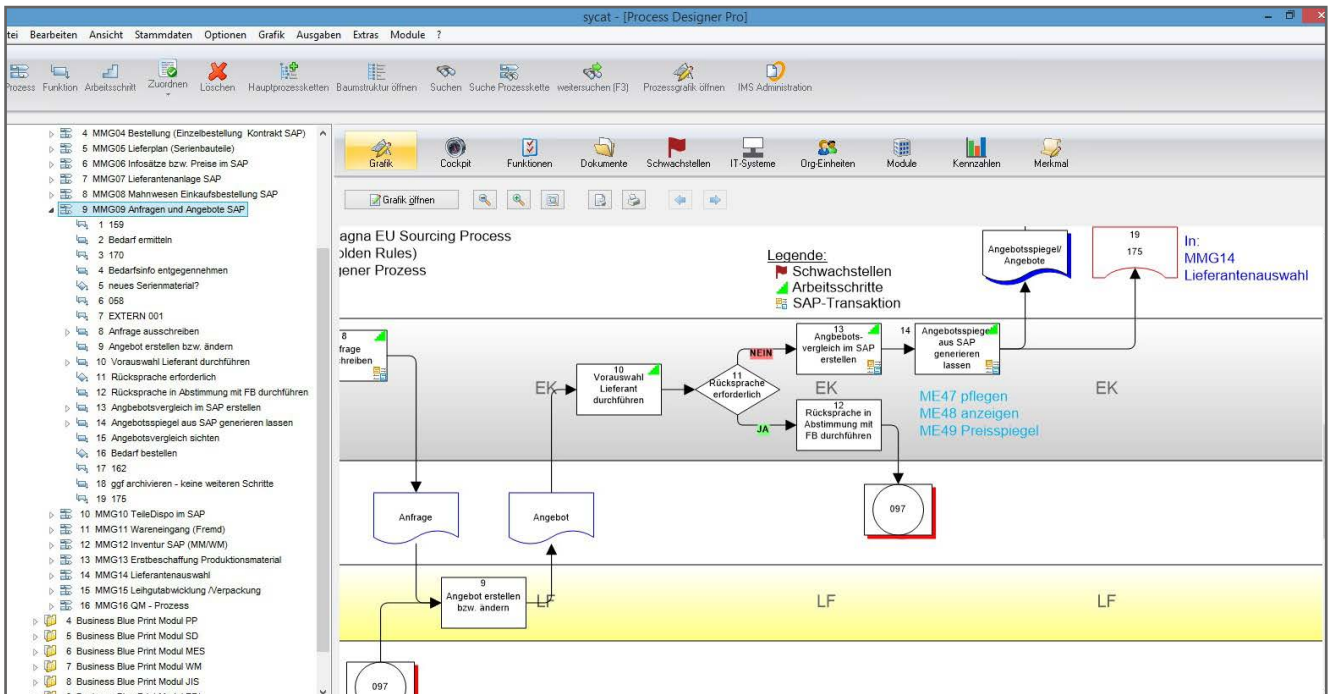 sycat - [Process Designer Pro]
tei Bearbeiten Ansicht Stammdaten Optionen Grafik Ausgaben Extras Module ?
Prozess Funktion Arbeitsschritt Zuordnen Löschen Hauptprozessketten Baumstruktur öffnen Suchen Suche Prozesskette weitersuchen (F3) Prozessgrafik öffnen IMS Administration
4 MMG04 Bestellung (Einzelbestellung Kontrakt SAP)
5 MMG05 Lieferplan (Serienbauteile)
6 MMG06 Infosätze bzw. Preise im SAP
7 MMG07 Lieferantenanlage SAP
8 MMG08 Mahnwesen Einkaufsbestellung SAP
9 MMG09 Anfragen und Angebote SAP
1 159
2 Bedarf ermitteln
3 170
4 Bedarfsinfo entgegennehmen
5 neues Serienmaterial?
6 058
7 EXTERN 001
8 Anfrage ausschreiben
9 Angebot erstellen bzw. ändern
10 Vorauswahl Lieferant durchführen
11 Rücksprache erforderlich
12 Rücksprache in Abstimmung mit FB durchführen
13 Angbebotsvergleich im SAP erstellen
14 Angebotsspiegel aus SAP generieren lassen
15 Angebotsvergleich sichten
16 Bedarf bestellen
17 162
18 ggf archivieren - keine weiteren Schritte
19 175
10 MMG10 TeileDispo im SAP
11 MMG11 Wareneingang (Fremd)
12 MMG12 Inventur SAP (MM/WM)
13 MMG13 Erstbeschaffung Produktionsmaterial
14 MMG14 Lieferantenauswahl
15 MMG15 Leihgutabwicklung /Verpackung
16 MMG16 QM - Prozess
4 Business Blue Print Modul PP
5 Business Blue Print Modul SD
6 Business Blue Print Modul MES
7 Business Blue Print Modul WM
8 Business Blue Print Modul JIS
Grafik Cockpit Funktionen Dokumente Schwachstellen IT-Systeme Org-Einheiten Module Kennzahlen Merkmal
Grafik öffnen
agna EU Sourcing Process
olden Rules)
gener Prozess
Legende:
Schwachstellen
Arbeitsschritte
SAP-Transaktion
Angebotsspiegel/
Angebote
19
175
In:
MMG14
Lieferantenauswahl
8
frage
chreiben
EK
10
Vorauswahl
Lieferant
durchführen
11
Rücksprache
erforderlich
NEIN
JA
13
Angbebots-
vergleich im SAP
erstellen
EK
12
Rücksprache in
Abstimmung mit
FB durchführen
14 Angebotsspiegel
aus SAP
generieren
lassen
ME47 pflegen
ME48 anzeigen
ME49 Preisspiegel
EK
Anfrage
Angebot
097
9
Angebot erstellen
bzw. ändern
LF
LF
LF
097